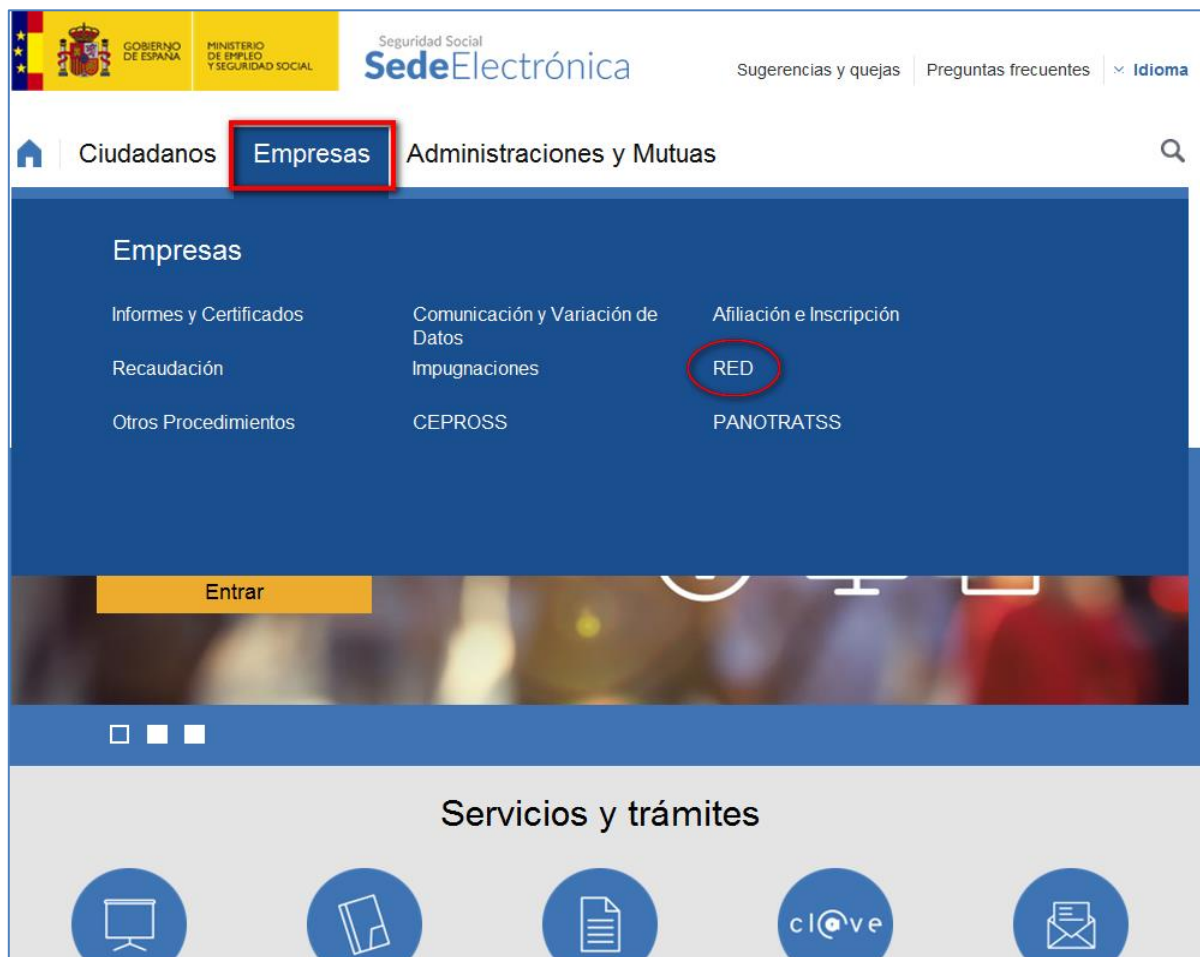 GOBIERNO
DE ESPAÑA
MINISTERIO
DE EMPLEO
Y SEGURIDAD SOCIAL
Seguridad Social
SedeElectrónica
Sugerencias y quejas
Preguntas frecuentes
Idioma
Ciudadanos
Empresas
Administraciones y Mutuas
Empresas
Informes y Certificados
Comunicación y Variación de
Datos
Afiliación e Inscripción
Recaudación
Impugnaciones
RED
Otros Procedimientos
CEPROSS
PANOTRATSS
Entrar
Servicios y trámites
cl@ve